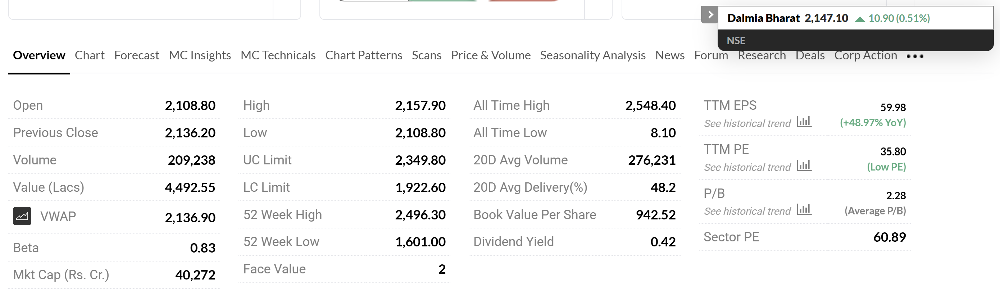 Dalmia Bharat 2,147.10 ▲ 10.90 (0.51%)
NSE
Overview Chart Forecast MC Insights MC Technicals Chart Patterns Scans Price & Volume Seasonality Analysis News Forum Research Deals Corp Action •••
Open 2,108.80
Previous Close 2,136.20
Volume 209,238
Value (Lacs) 4,492.55
VWAP 2,136.90
Beta 0.83
Mkt Cap (Rs. Cr.) 40,272
High 2,157.90
Low 2,108.80
UC Limit 2,349.80
LC Limit 1,922.60
52 Week High 2,496.30
52 Week Low 1,601.00
Face Value 2
All Time High 2,548.40
All Time Low 8.10
20D Avg Volume 276,231
20D Avg Delivery(%) 48.2
Book Value Per Share 942.52
Dividend Yield 0.42
TTM EPS 59.98
See historical trend (+48.97% YoY)
TTM PE 35.80
See historical trend (Low PE)
P/B 2.28
See historical trend (Average P/B)
Sector PE 60.89